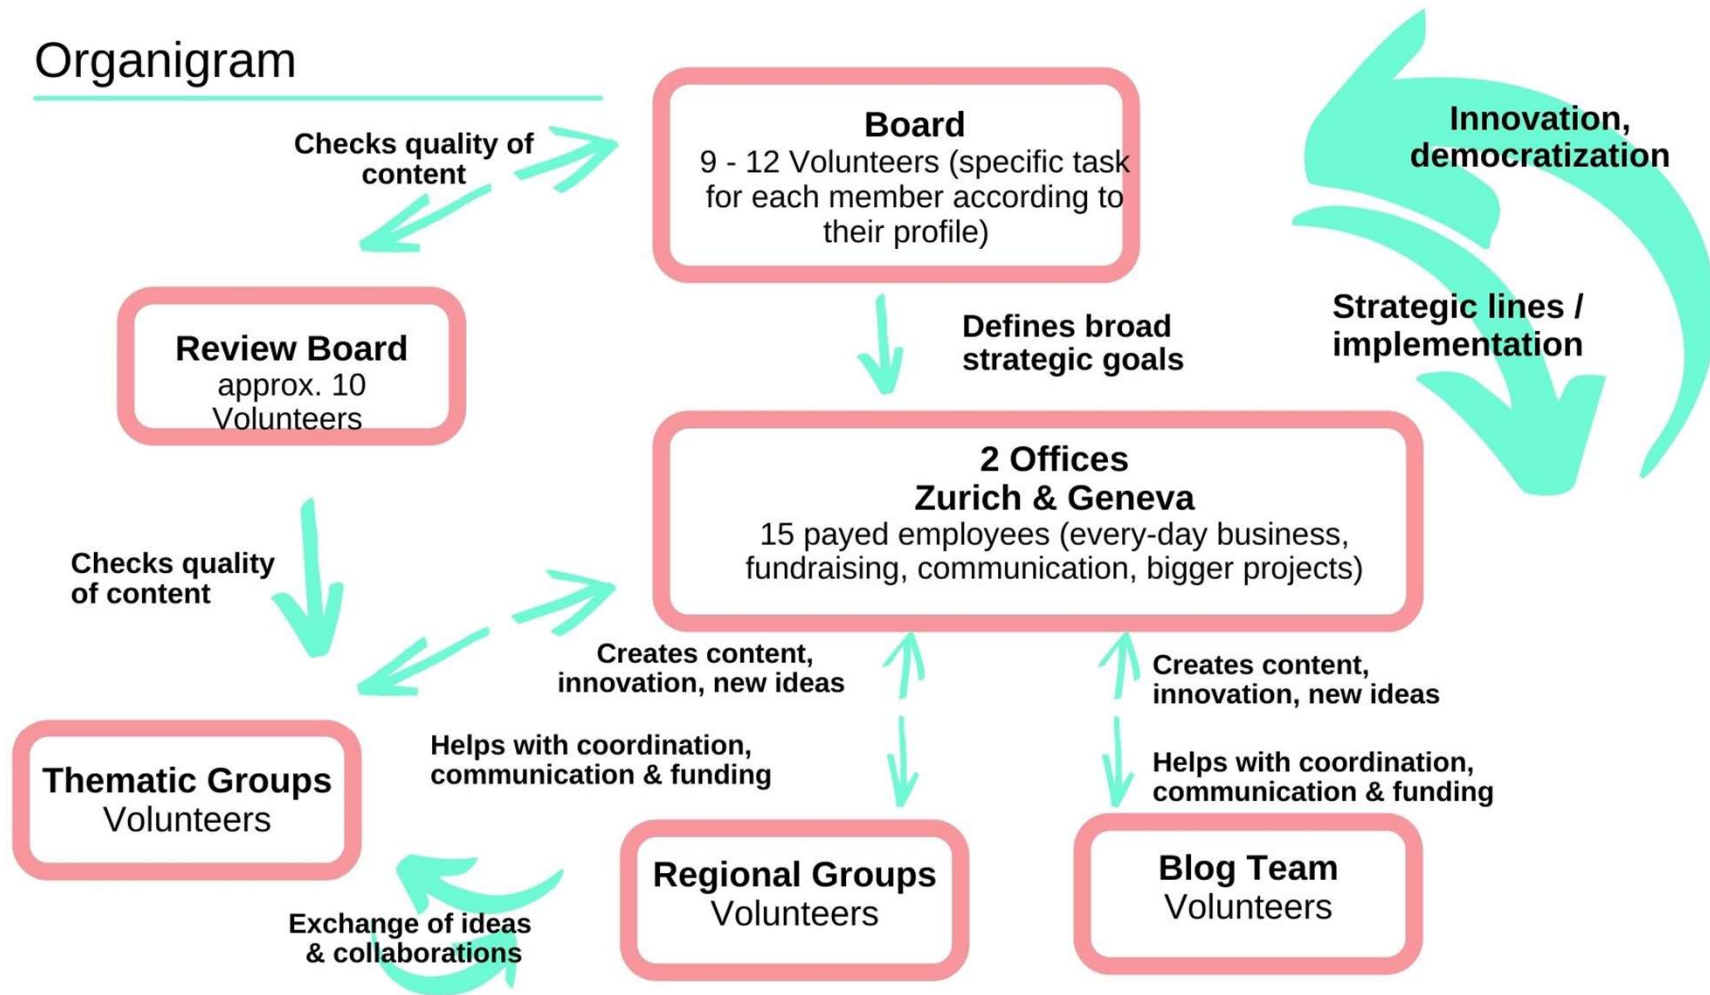 Organigram
Checks quality of
content
Board
9 - 12 Volunteers (specific task
for each member according to
their profile)
Innovation,
democratization
Review Board
approx. 10
Volunteers
Defines broad
strategic goals
Strategic lines /
implementation
2 Offices
Zurich & Geneva
15 payed employees (every-day business,
fundraising, communication, bigger projects)
Checks quality
of content
Creates content,
innovation, new ideas
Helps with coordination,
communication & funding
Creates content,
innovation, new ideas
Helps with coordination,
communication & funding
Thematic Groups
Volunteers
Exchange of ideas
& collaborations
Regional Groups
Volunteers
Blog Team
Volunteers